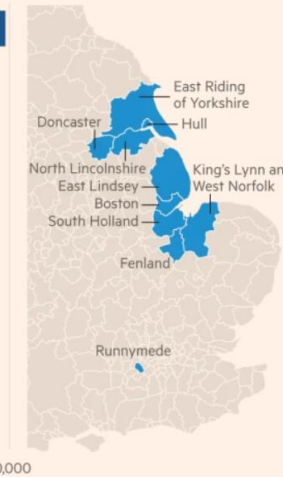 East Riding
of Yorkshire
Doncaster
Hull
North Lincolnshire
King's Lynn an
East Lindsey
West Norfolk
Boston
South Holland
Fenland
Runnymede
0,000